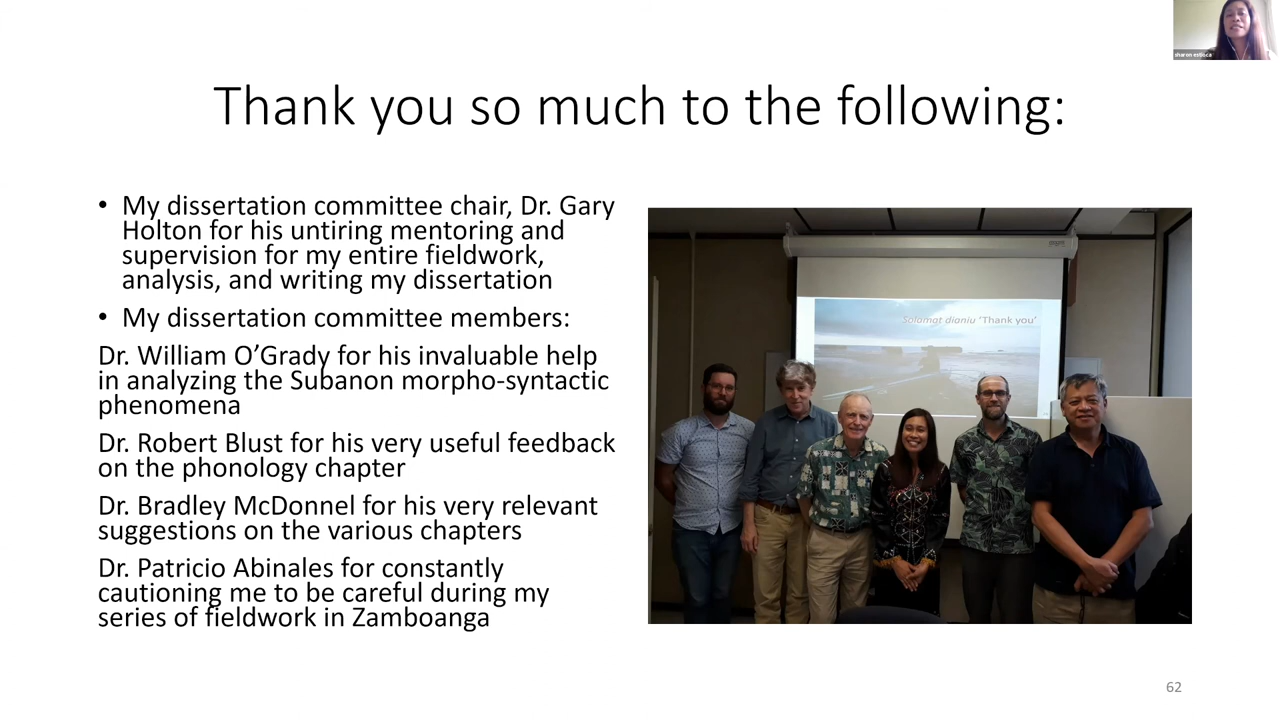 sharon estioca
Thank you so much to the following:
• My dissertation committee chair, Dr. Gary
Holton for his untiring mentoring and
supervision for my entire fieldwork,
analysis, and writing my dissertation
• My dissertation committee members:
Dr. William O’Grady for his invaluable help
in analyzing the Subanon morpho-syntactic
phenomena
Dr. Robert Blust for his very useful feedback
on the phonology chapter
Dr. Bradley McDonnel for his very relevant
suggestions on the various chapters
Dr. Patricio Abinales for constantly
cautioning me to be careful during my
series of fieldwork in Zamboanga
Salamat dianiu ‘Thank you’
62